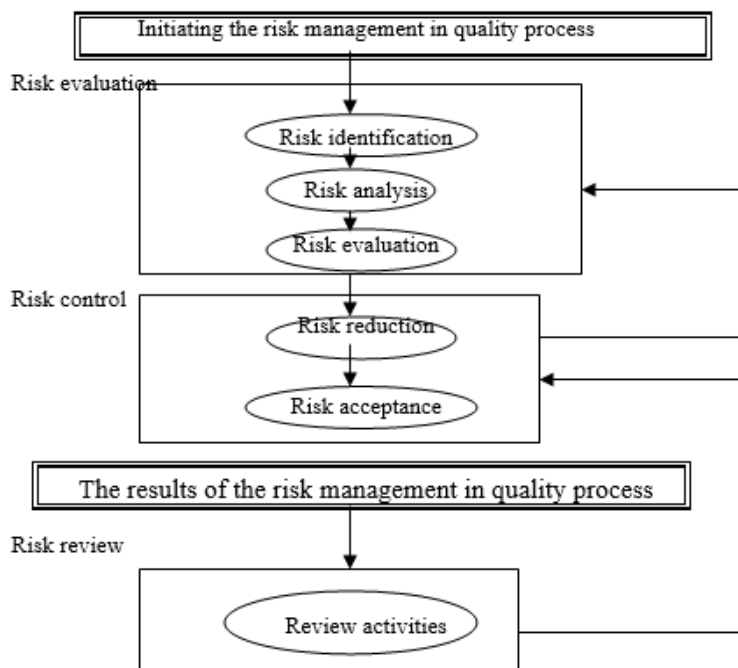 Initiating the risk management in quality process
Risk evaluation
Risk identification
Risk analysis
Risk evaluation
Risk control
Risk reduction
Risk acceptance
The results of the risk management in quality process
Risk review
Review activities